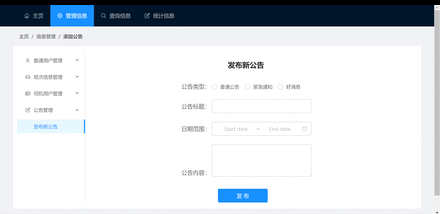 主页 管理信息 查询信息 统计信息
主页 / 信息管理 / 添加公告
普通用户管理
班次信息管理
司机用户管理
公告管理
发布新公告
发布新公告
公告类型： 普通公告 紧急通知 好消息
公告标题：
日期范围： Start date ~ End date
公告内容：
发 布